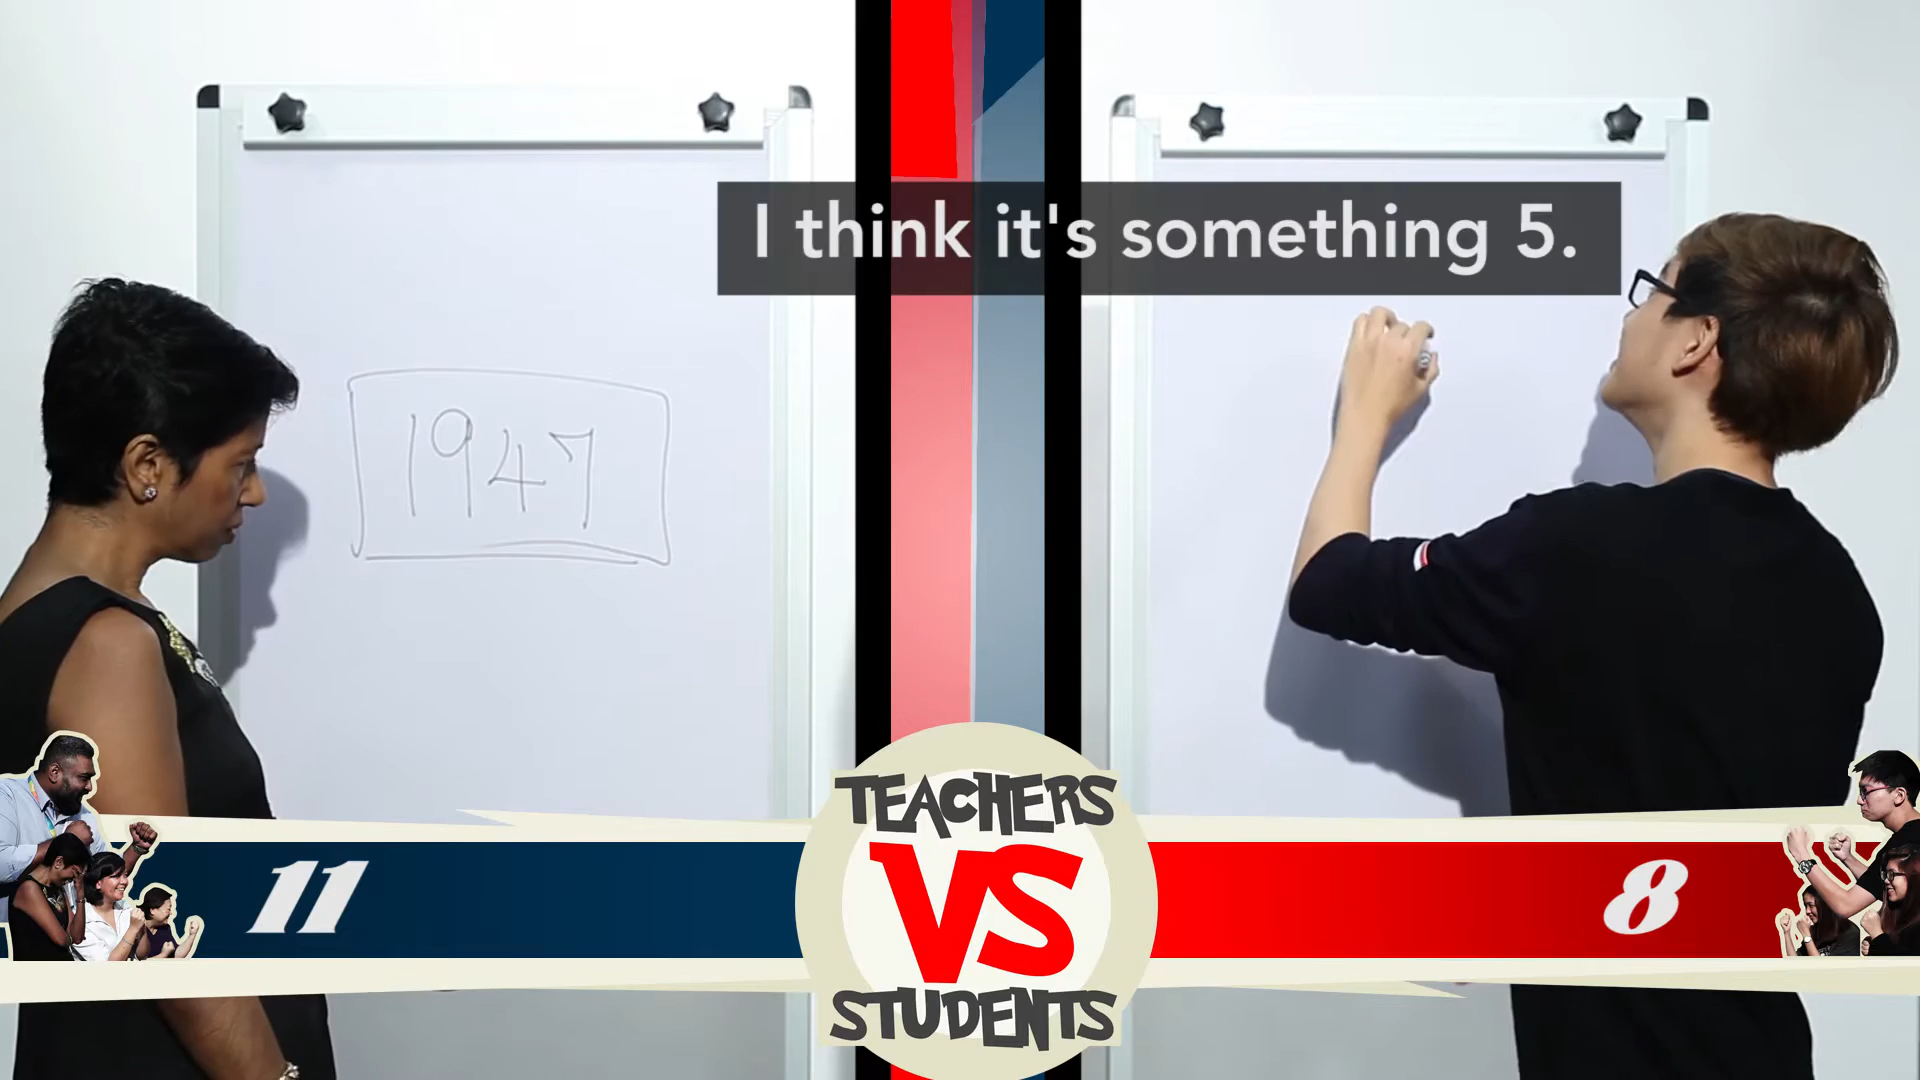 I think it's something 5.
1947
TEACHERS
VS
STUDENTS
11
8